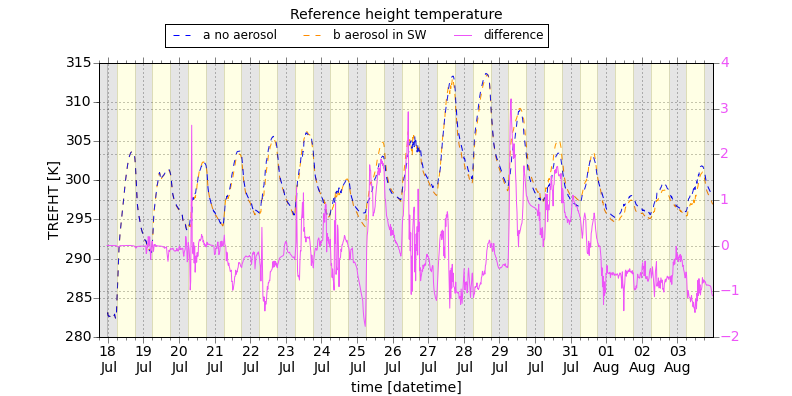 Reference height temperature
a no aerosol b aerosol in SW difference
315
310
305
300
295
290
285
280
TREFHT [K]
4
3
2
1
0
−1
−2
18 19 20 21 22 23 24 25 26 27 28 29 30 31 01 02 03
Jul Jul Jul Jul Jul Jul Jul Jul Jul Jul Jul Jul Jul Jul Aug Aug Aug
time [datetime]